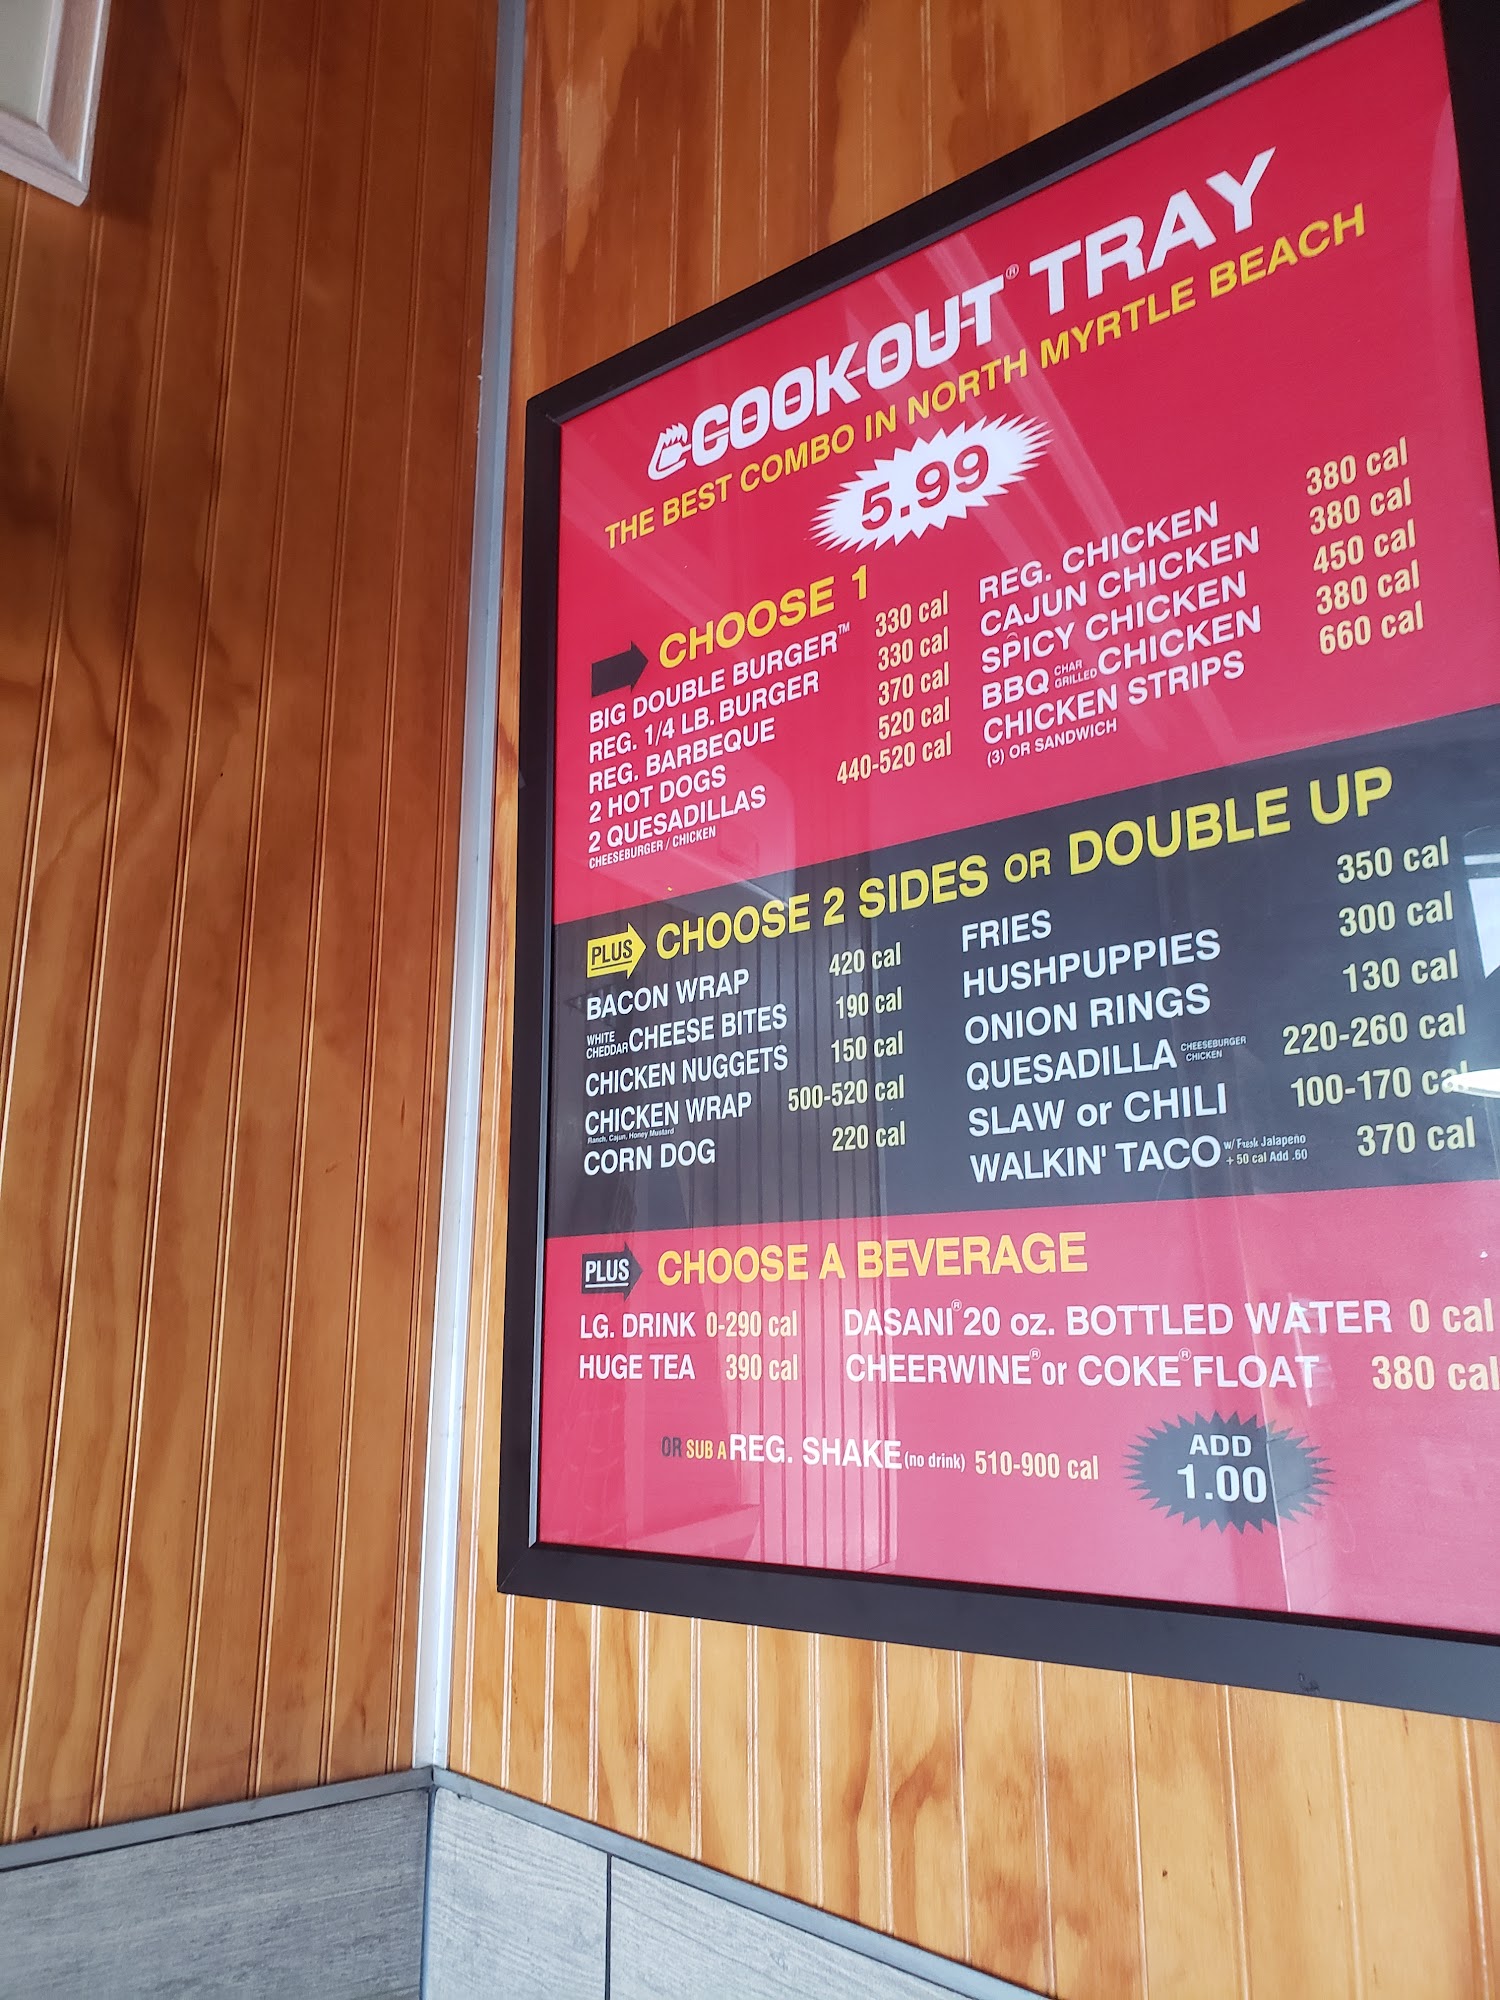 COOK-OUT® TRAY
THE BEST COMBO IN NORTH MYRTLE BEACH
5.99
CHOOSE 1
BIG DOUBLE BURGER™ 330 cal
REG. 1/4 LB. BURGER 330 cal
REG. BARBEQUE 370 cal
2 HOT DOGS 520 cal
2 QUESADILLAS 440-520 cal
CHEESEBURGER / CHICKEN
REG. CHICKEN 380 cal
CAJUN CHICKEN 380 cal
SPICY CHICKEN 450 cal
BBQ CHAR GRILLED CHICKEN 380 cal
CHICKEN STRIPS 660 cal
(3) OR SANDWICH
PLUS CHOOSE 2 SIDES OR DOUBLE UP
BACON WRAP 420 cal
WHITE CHEDDAR CHEESE BITES 190 cal
CHICKEN NUGGETS 150 cal
CHICKEN WRAP 500-520 cal
Ranch, Cajun, Honey Mustard
CORN DOG 220 cal
FRIES 350 cal
HUSHPUPPIES 300 cal
ONION RINGS 130 cal
QUESADILLA CHEESEBURGER CHICKEN 220-260 cal
SLAW or CHILI 100-170 cal
WALKIN' TACO w/ Fresh Jalapeño +50 cal Add .60 370 cal
PLUS CHOOSE A BEVERAGE
LG. DRINK 0-290 cal
HUGE TEA 390 cal
DASANI® 20 oz. BOTTLED WATER 0 cal
CHEERWINE® or COKE® FLOAT 380 cal
OR SUB A REG. SHAKE (no drink) 510-900 cal
ADD
1.00